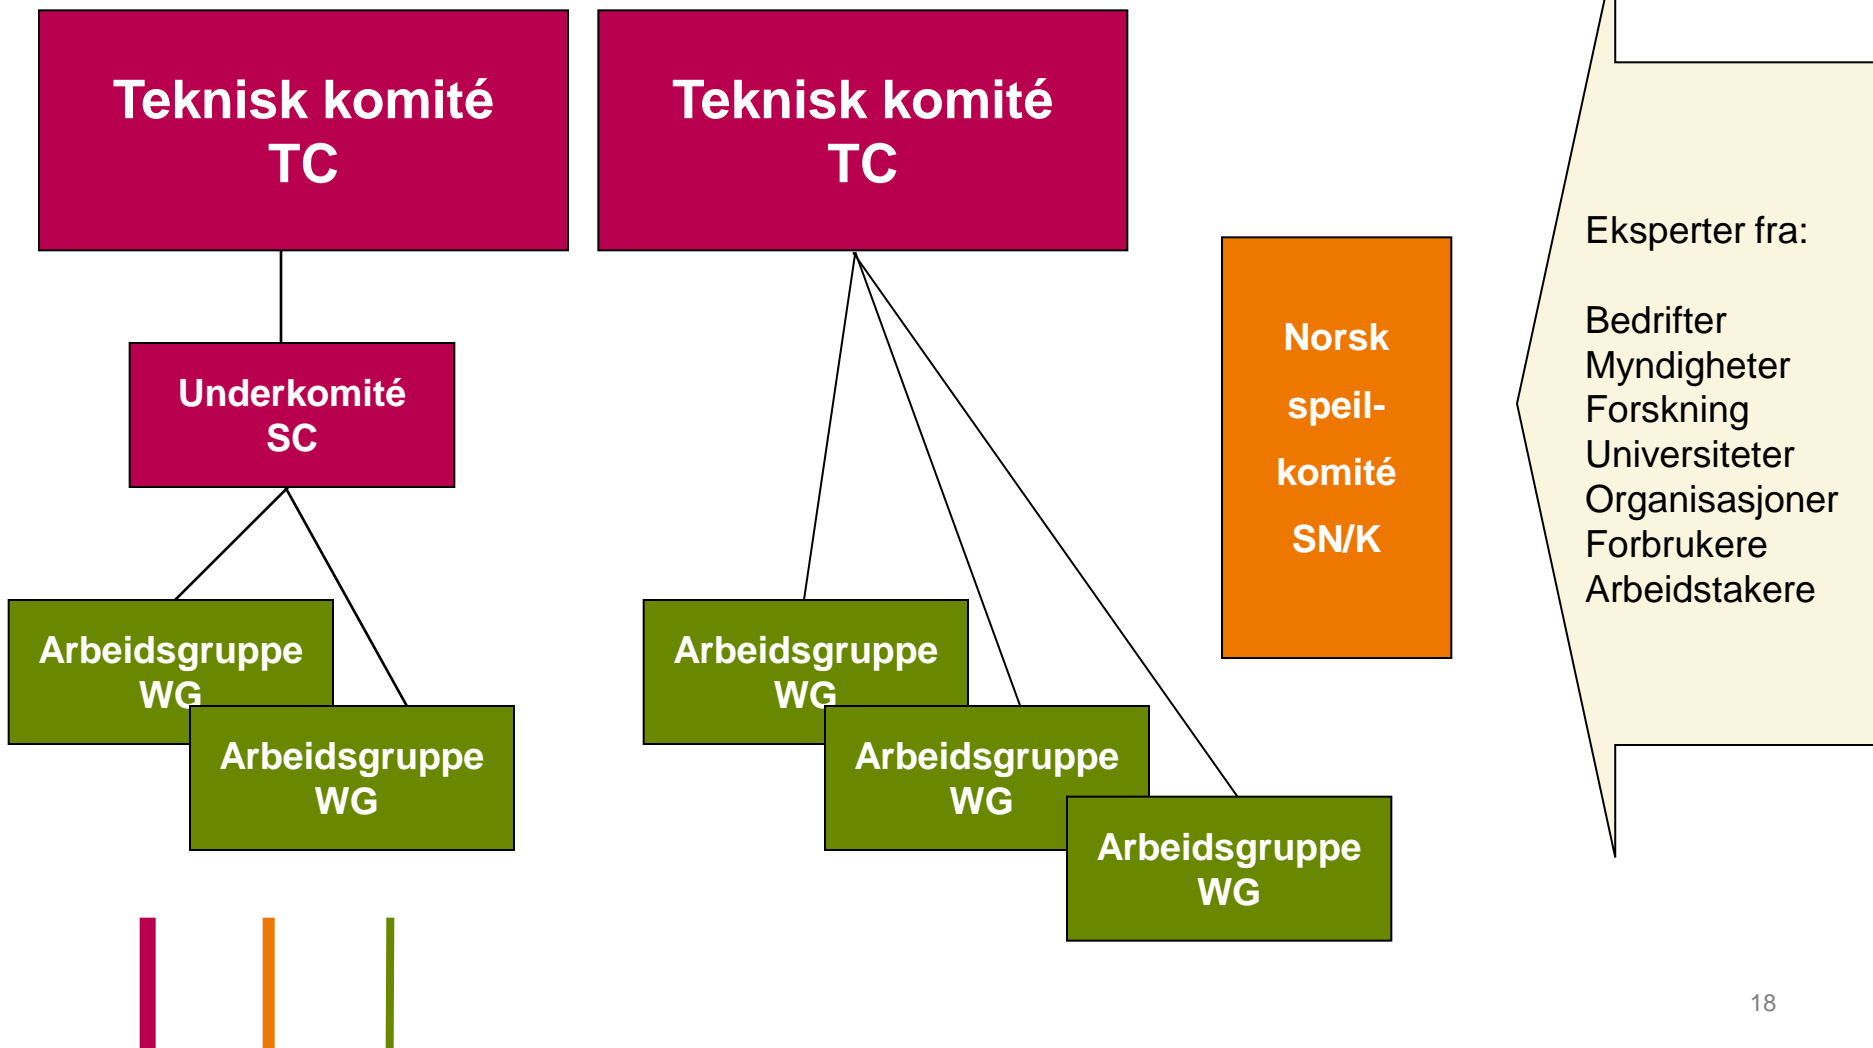 Teknisk komité
TC
Teknisk komité
TC
Underkomité
SC
Arbeidsgruppe
WG
Arbeidsgruppe
WG
Arbeidsgruppe
WG
Arbeidsgruppe
WG
Arbeidsgruppe
WG
Norsk
speil-
komité
SN/K
Eksperter fra:
Bedrifter
Myndigheter
Forskning
Universiteter
Organisasjoner
Forbrukere
Arbeidstakere
18